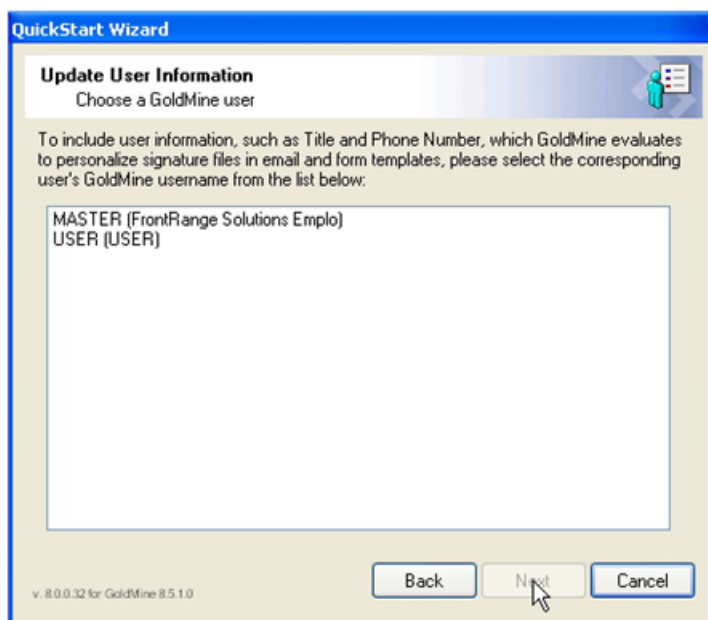 QuickStart Wizard
Update User Information
Choose a GoldMine user
To include user information, such as Title and Phone Number, which GoldMine evaluates
to personalize signature files in email and form templates, please select the corresponding
user's GoldMine username from the list below:
MASTER (FrontRange Solutions Emplo)
USER (USER)
v. 8.0.0.32 for GoldMine 8.5.1.0
Back
Next
Cancel